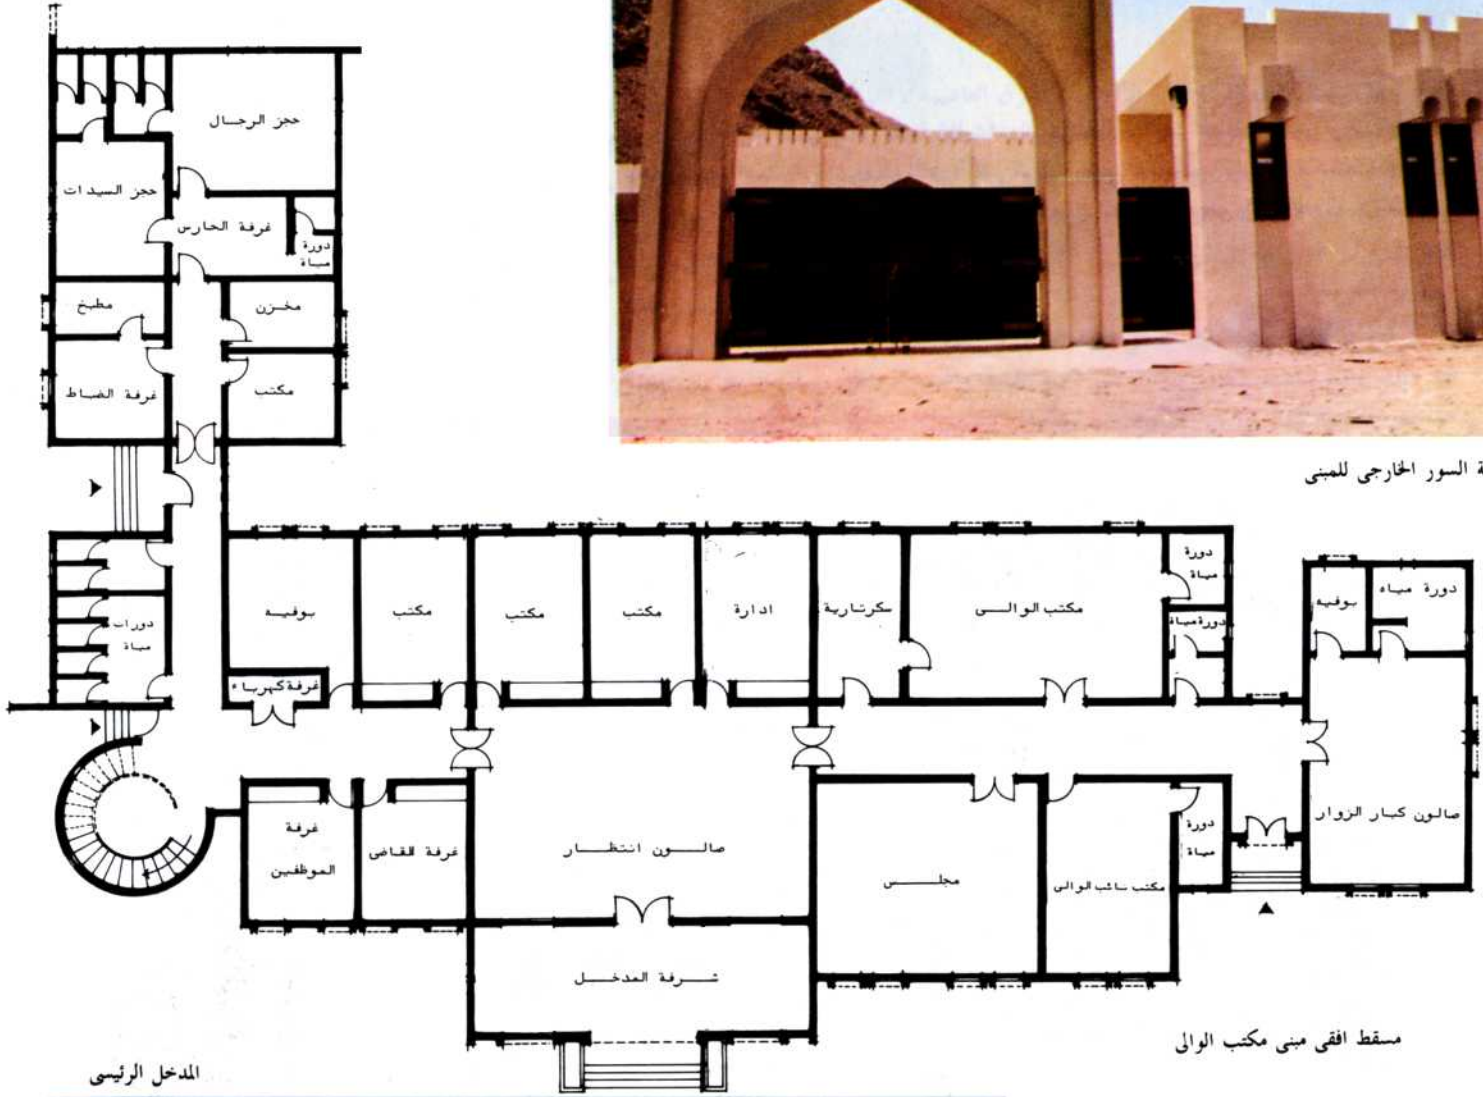 حجز الرجال
حجز السيدات
غرفة الحارس
دورة
مياة
مطبخ
مخزن
غرفة الضباط
مكتب
ة السور الخارجى للمبنى
دورات
مياة
بوفيه
غرفة كهرباء
مكتب
مكتب
مكتب
ادارة
سكرتارية
مكتب الوالى
دورة
مياة
دورة مياة
بوفيه
دورة مياه
صالون كبار الزوار
غرفة
الموظفين
غرفة للقاضى
صالون انتظار
مجلس
مكتب نائب الوالى
دورة
مياة
شرفة المدخل
مسقط افقى مبنى مكتب الوالى
المدخل الرئيسى